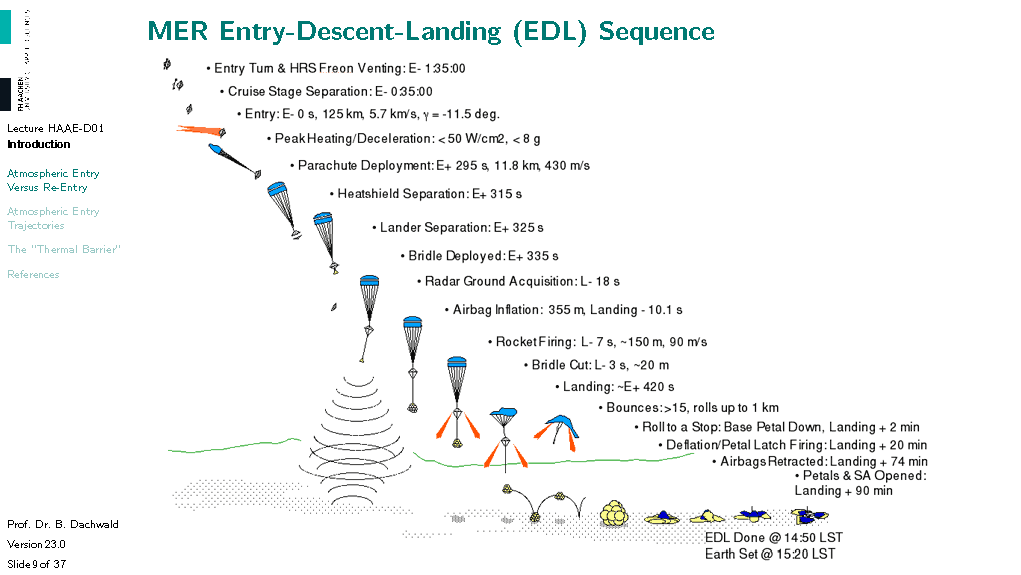 MER Entry-Descent-Landing (EDL) Sequence
Lecture HAAE-D01
Introduction
Atmospheric Entry
Versus Re-Entry
Atmospheric Entry
Trajectories
The "Thermal Barrier"
References
• Entry Turn & HRS Freon Venting: E- 1:35:00
• Cruise Stage Separation: E- 0:35:00
• Entry: E- 0 s, 125 km, 5.7 km/s, γ = -11.5 deg.
• Peak Heating/Deceleration: < 50 W/cm2, < 8 g
• Parachute Deployment: E+ 295 s, 11.8 km, 430 m/s
• Heatshield Separation: E+ 315 s
• Lander Separation: E+ 325 s
• Bridle Deployed: E+ 335 s
• Radar Ground Acquisition: L- 18 s
• Airbag Inflation: 355 m, Landing - 10.1 s
• Rocket Firing: L- 7 s, ~150 m, 90 m/s
• Bridle Cut: L- 3 s, ~20 m
• Landing: ~E+ 420 s
• Bounces: >15, rolls up to 1 km
• Roll to a Stop: Base Petal Down, Landing + 2 min
• Deflation/Petal Latch Firing: Landing + 20 min
• Airbags Retracted: Landing + 74 min
• Petals & SA Opened:
Landing + 90 min
EDL Done @ 14:50 LST
Earth Set @ 15:20 LST
Prof. Dr. B. Dachwald
Version 23.0
Slide 9 of 37
FH AACHEN